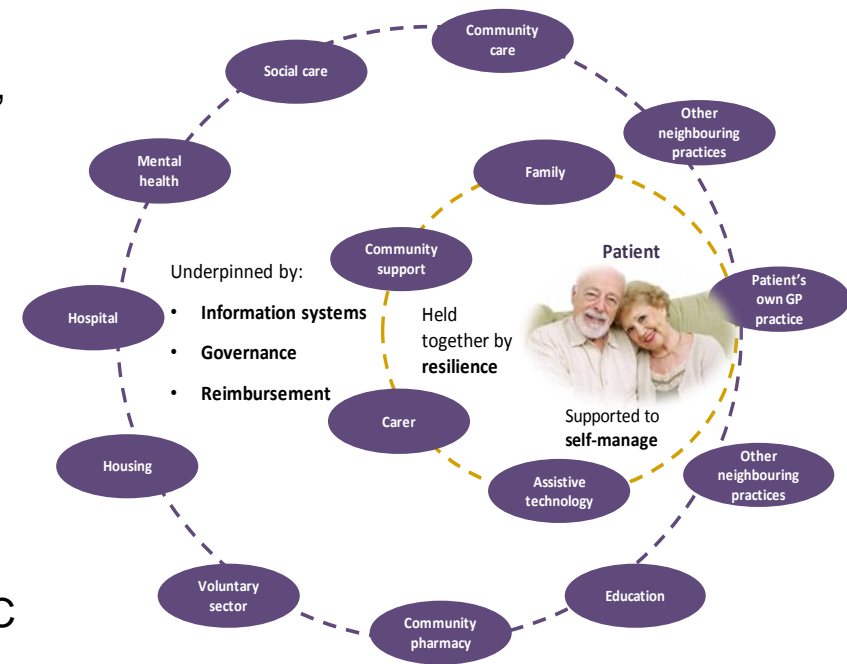 Community
care
Social care
,
Other
neighbouring
practices
Mental
health
Family
Community
support
Patient
Underpinned by:
• Information systems
• Governance
• Reimbursement
Hospital
Held
together by
resilience
Patient's
own GP
practice
Carer
Supported to
self-manage
Housing
Assistive
technology
Other
neighbouring
practices
Voluntary
sector
Education
Community
pharmacy
C